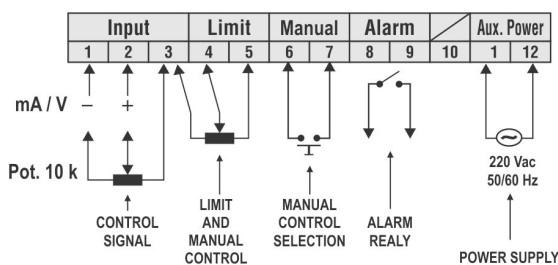 Input Limit Manual Alarm Aux. Power
1 2 3 4 5 6 7 8 9 10 1 12
mA / V − +
Pot. 10 k
220 Vac
50/60 Hz
CONTROL
SIGNAL
LIMIT
AND
MANUAL
CONTROL
MANUAL
CONTROL
SELECTION
ALARM
REALY
POWER SUPPLY